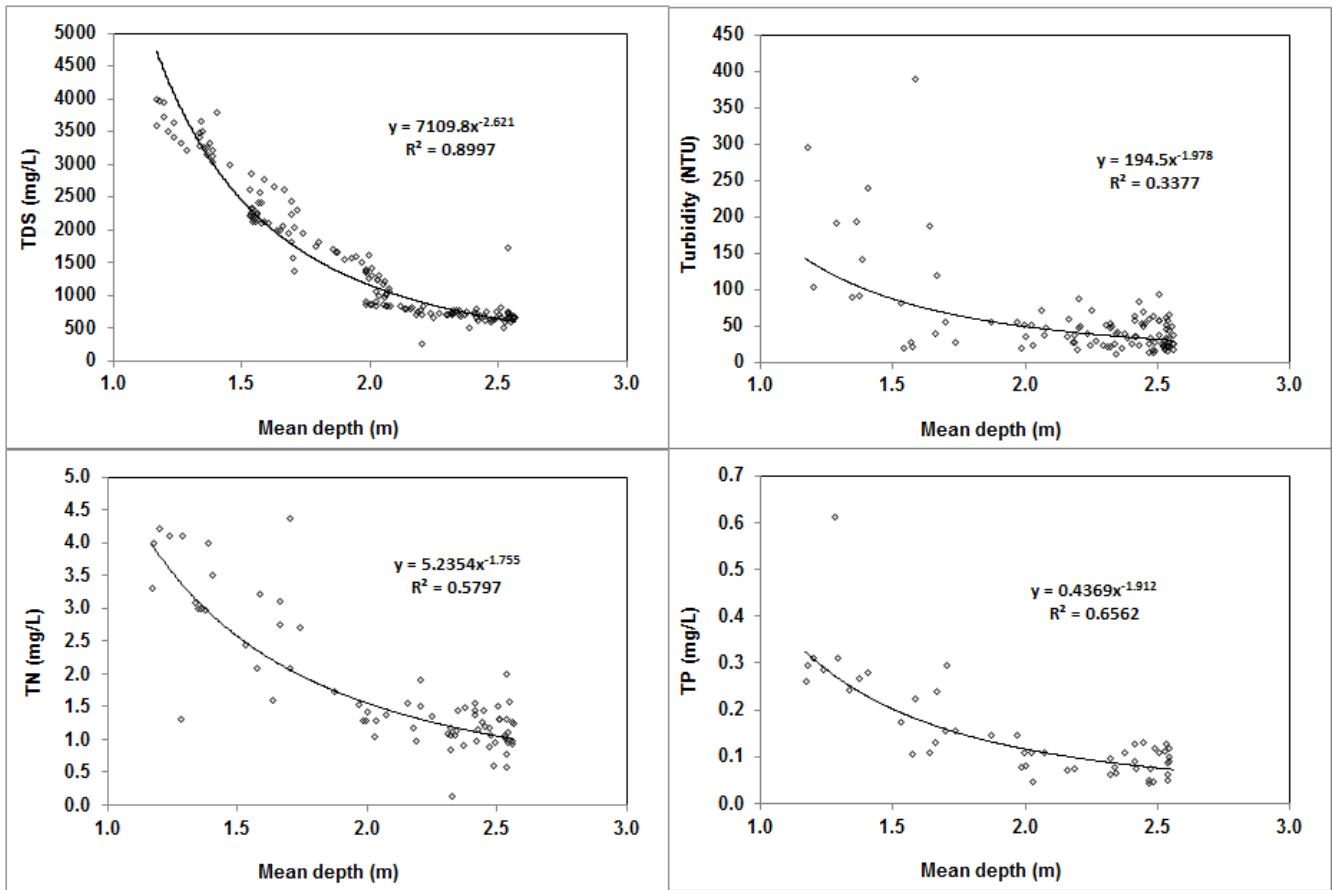 5000
4500
4000
3500
3000
2500
2000
1500
1000
500
0
TDS (mg/L)
y = 7109.8x^-2.621
R² = 0.8997
1.0 1.5 2.0 2.5 3.0
Mean depth (m)
450
400
350
300
250
200
150
100
50
0
Turbidity (NTU)
y = 194.5x^-1.978
R² = 0.3377
1.0 1.5 2.0 2.5 3.0
Mean depth (m)
5.0
4.5
4.0
3.5
3.0
2.5
2.0
1.5
1.0
0.5
0.0
TN (mg/L)
y = 5.2354x^-1.755
R² = 0.5797
1.0 1.5 2.0 2.5 3.0
Mean depth (m)
0.7
0.6
0.5
0.4
0.3
0.2
0.1
0.0
TP (mg/L)
y = 0.4369x^-1.912
R² = 0.6562
1.0 1.5 2.0 2.5 3.0
Mean depth (m)